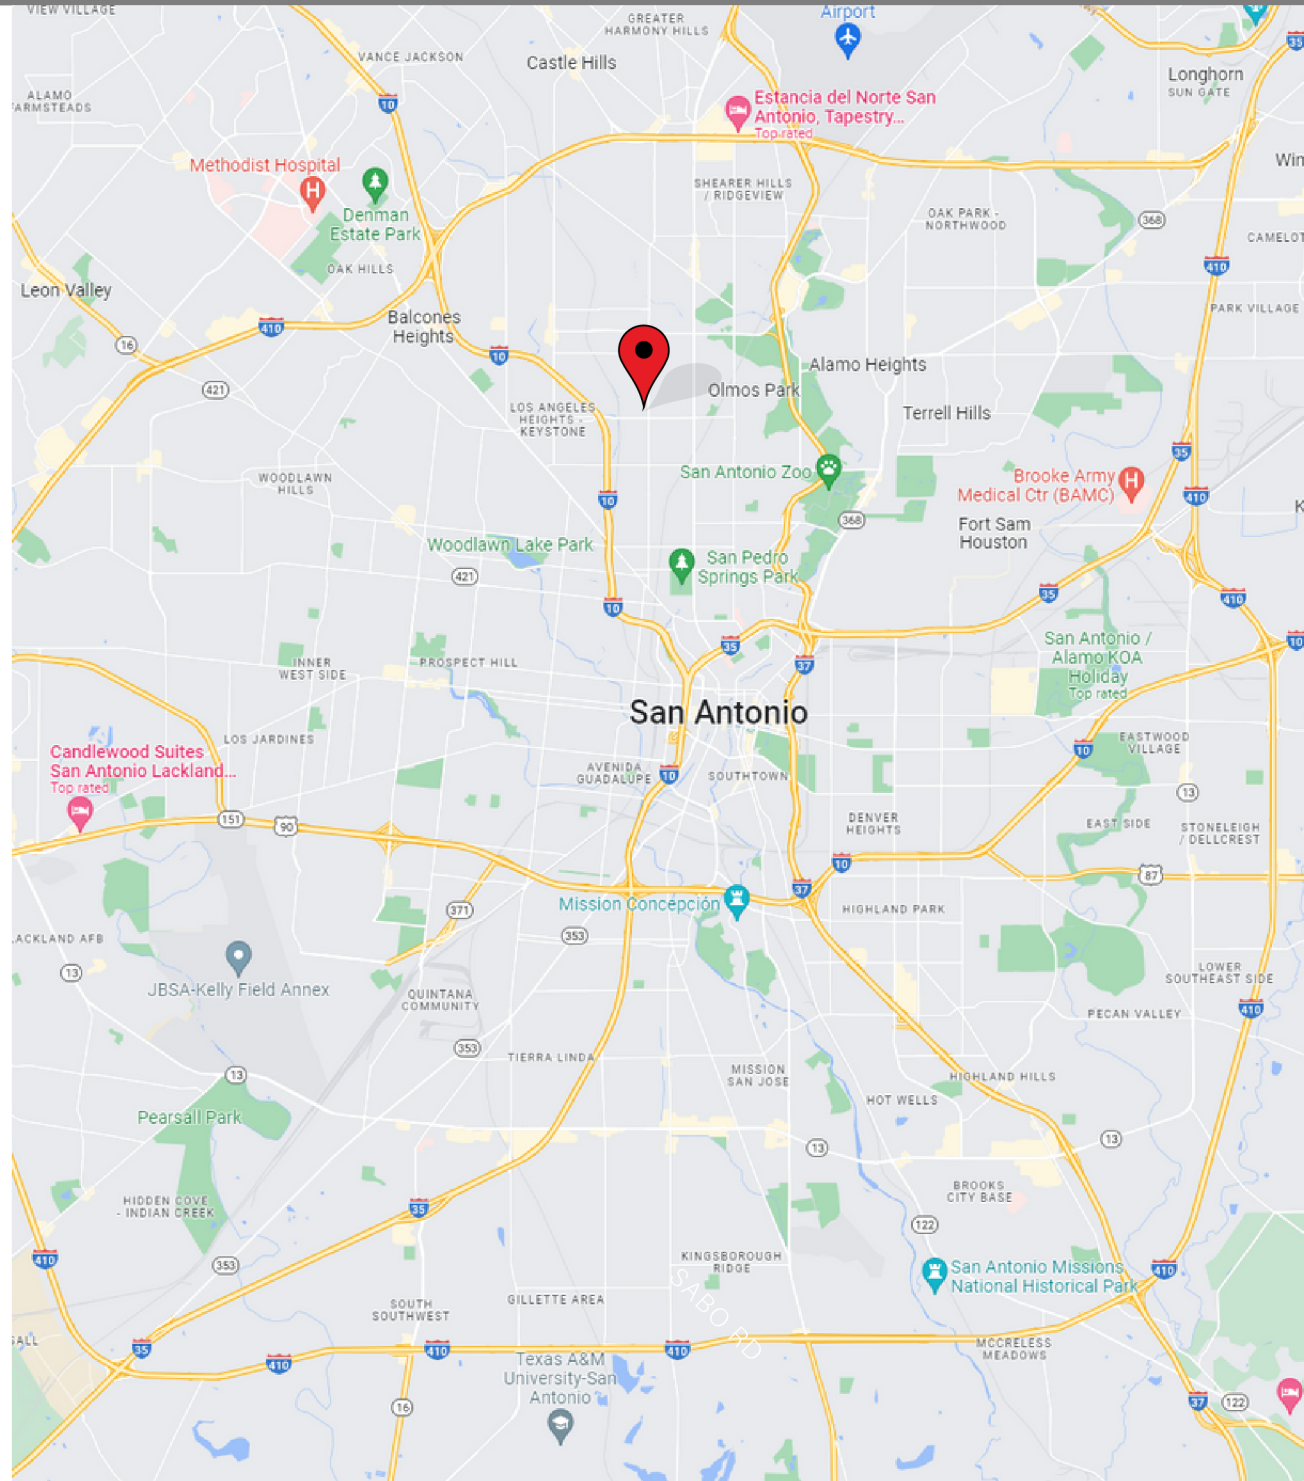 VIEW VILLAGE
GREATER
HARMONY HILLS
Airport
35
VANCE JACKSON
Castle Hills
Longhorn
SUN GATE
ALAMO
FARMSTEADS
10
Estancia del Norte San
Antonio, Tapestry...
Top rated
Methodist Hospital
H
Denman
Estate Park
SHEARER HILLS
/ RIDGEVIEW
OAK PARK -
NORTHWOOD
368
CAMELOT
OAK HILLS
410
Leon Valley
PARK VILLAGE
Balcones
Heights
410
16
10
Alamo Heights
421
Olmos Park
LOS ANGELES
HEIGHTS -
KEYSTONE
Terrell Hills
35
San Antonio Zoo
WOODLAWN
HILLS
Brooke Army
Medical Ctr (BAMC)
H
410
10
368
Fort Sam
Houston
Woodlawn Lake Park
San Pedro
Springs Park
421
35
410
10
San Antonio /
Alamo KOA
Holiday
Top rated
10
35
37
INNER
WEST SIDE
PROSPECT HILL
San Antonio
LOS JARDINES
EASTWOOD
VILLAGE
10
Candlewood Suites
San Antonio Lackland...
Top rated
AVENIDA
GUADALUPE
10
SOUTHTOWN
13
151
90
DENVER
HEIGHTS
EAST SIDE
STONELEIGH
/ DELLCREST
10
87
37
Mission Concepción
371
HIGHLAND PARK
353
LACKLAND AFB
13
JBSA-Kelly Field Annex
LOWER
SOUTHEAST SIDE
QUINTANA
COMMUNITY
410
PECAN VALLEY
353
TIERRA LINDA
MISSION
SAN JOSE
13
HIGHLAND HILLS
HOT WELLS
Pearsall Park
13
13
BROOKS
CITY BASE
HIDDEN COVE
- INDIAN CREEK
35
122
410
353
KINGSBOROUGH
RIDGE
San Antonio Missions
National Historical Park
410
SABO RD
GILLETTE AREA
SOUTH
SOUTHWEST
35
410
410
410
MCCRELESS
MEADOWS
Texas A&M
University-San
Antonio
16
37
122